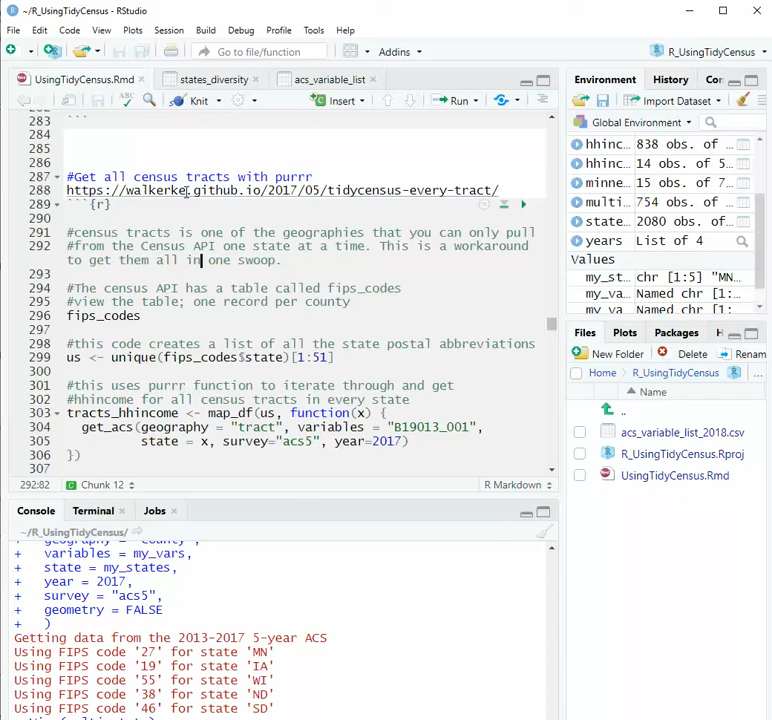 ~/R_UsingTidyCensus - RStudio
File Edit Code View Plots Session Build Debug Profile Tools Help
Go to file/function Addins R_UsingTidyCensus
UsingTidyCensus.Rmd states_diversity acs_variable_list
Knit Insert Run
283 ```
284
285
286
287 #Get all census tracts with purrr
288 https://walkerke.github.io/2017/05/tidycensus-every-tract/
289 ```{r}
290
291 #census tracts is one of the geographies that you can only pull
292 #from the Census API one state at a time. This is a workaround
to get them all in one swoop.
293
294 #The census API has a table called fips_codes
295 #view the table; one record per county
296 fips_codes
297
298 #this code creates a list of all the state postal abbreviations
299 us <- unique(fips_codes$state)[1:51]
300
301 #this uses purrr function to iterate through and get
302 #hhincome for all census tracts in every state
303 tracts_hhincome <- map_df(us, function(x) {
304 get_acs(geography = "tract", variables = "B19013_001",
305 state = x, survey="acs5", year=2017)
306 })
307
292:82 Chunk 12 R Markdown
Console Terminal Jobs
~/R_UsingTidyCensus/
+ geography = "county",
+ variables = my_vars,
+ state = my_states,
+ year = 2017,
+ survey = "acs5",
+ geometry = FALSE
+ )
Getting data from the 2013-2017 5-year ACS
Using FIPS code '27' for state 'MN'
Using FIPS code '19' for state 'IA'
Using FIPS code '55' for state 'WI'
Using FIPS code '38' for state 'ND'
Using FIPS code '46' for state 'SD'
Environment History Cor
Import Dataset
Global Environment
hhinc… 838 obs. of …
hhinc… 14 obs. of 5…
minne… 15 obs. of 7…
multi… 754 obs. of …
state… 2080 obs. of …
years List of 4
Values
my_st… chr [1:5] "MN…
my_va… Named chr [1:…
my_va… Named chr [1:…
Files Plots Packages H
New Folder Delete Renam
Home R_UsingTidyCensus ...
Name
..
acs_variable_list_2018.csv
R_UsingTidyCensus.Rproj
UsingTidyCensus.Rmd